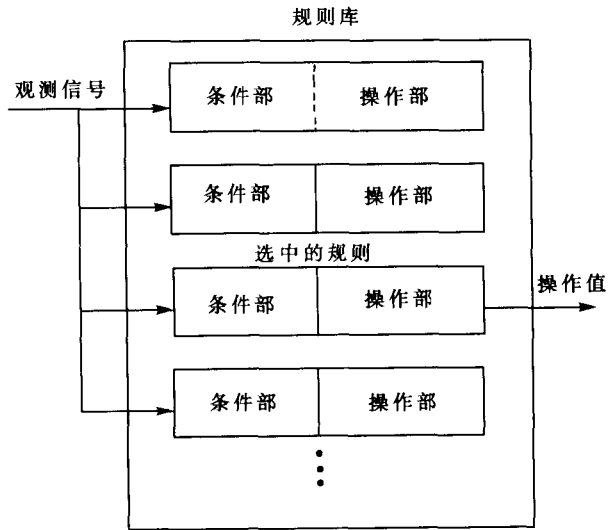 规则库
观测信号
条件部 操作部
条件部 操作部
选中的规则
条件部 操作部
操作值
条件部 操作部